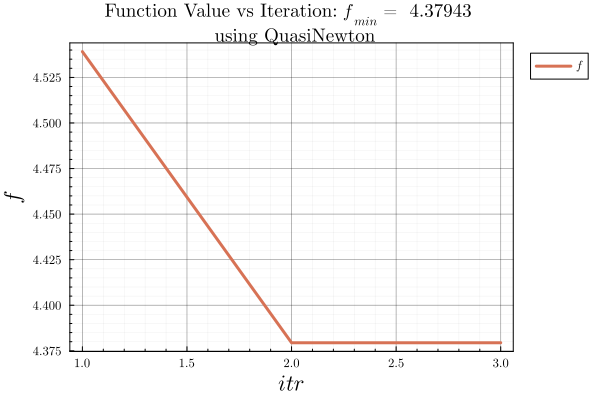 Function Value vs Iteration: f_min = 4.37943
using QuasiNewton
f
4.525
4.500
4.475
4.450
4.425
4.400
4.375
f
1.0 1.5 2.0 2.5 3.0
itr